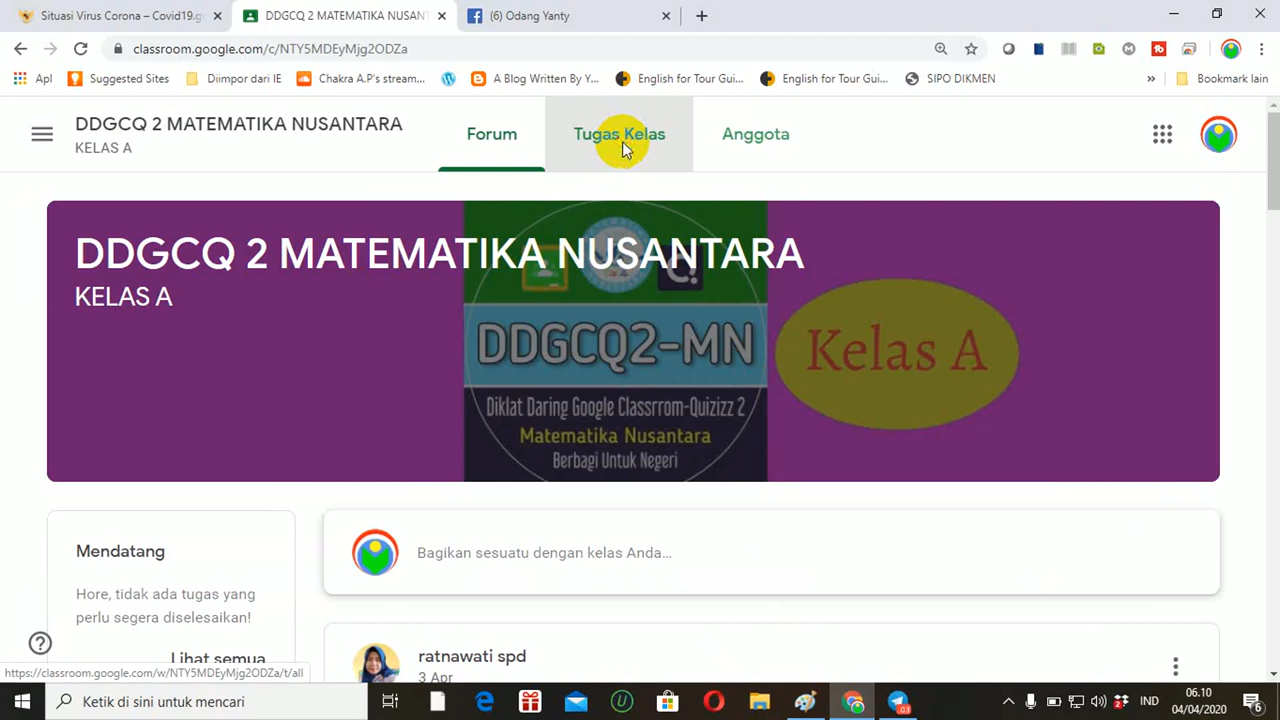 Situasi Virus Corona – Covid19.g
DDGCQ 2 MATEMATIKA NUSAN
(6) Odang Yanty
classroom.google.com/c/NTY5MDEyMjg2ODZa
Apl
Suggested Sites
Diimpor dari IE
Chakra A.P's stream...
A Blog Written By Y...
English for Tour Gui...
English for Tour Gui...
SIPO DIKMEN
»
Bookmark lain
DDGCQ 2 MATEMATIKA NUSANTARA
KELAS A
Forum
Tugas Kelas
Anggota
DDGCQ 2 MATEMATIKA NUSANTARA
KELAS A
DDGCQ2-MN
Kelas A
Diklat Daring Google Classrrom-Quizizz 2
Matematika Nusantara
Berbagi Untuk Negeri
Mendatang
Hore, tidak ada tugas yang
perlu segera diselesaikan!
Lihat semua
Bagikan sesuatu dengan kelas Anda...
ratnawati spd
3 Apr
https://classroom.google.com/w/NTY5MDEyMjg2ODZa/t/all
Ketik di sini untuk mencari
IND
06.10
04/04/2020